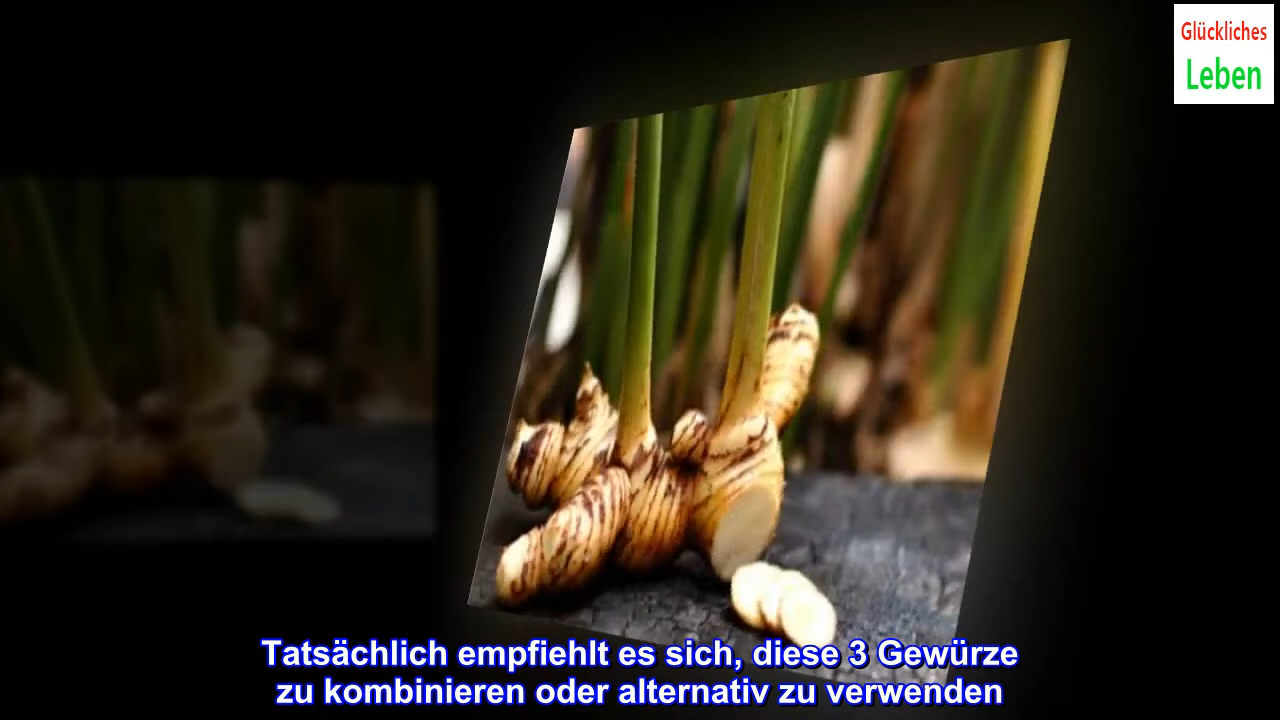 Glückliches
Leben
Tatsächlich empfiehlt es sich, diese 3 Gewürze
zu kombinieren oder alternativ zu verwenden